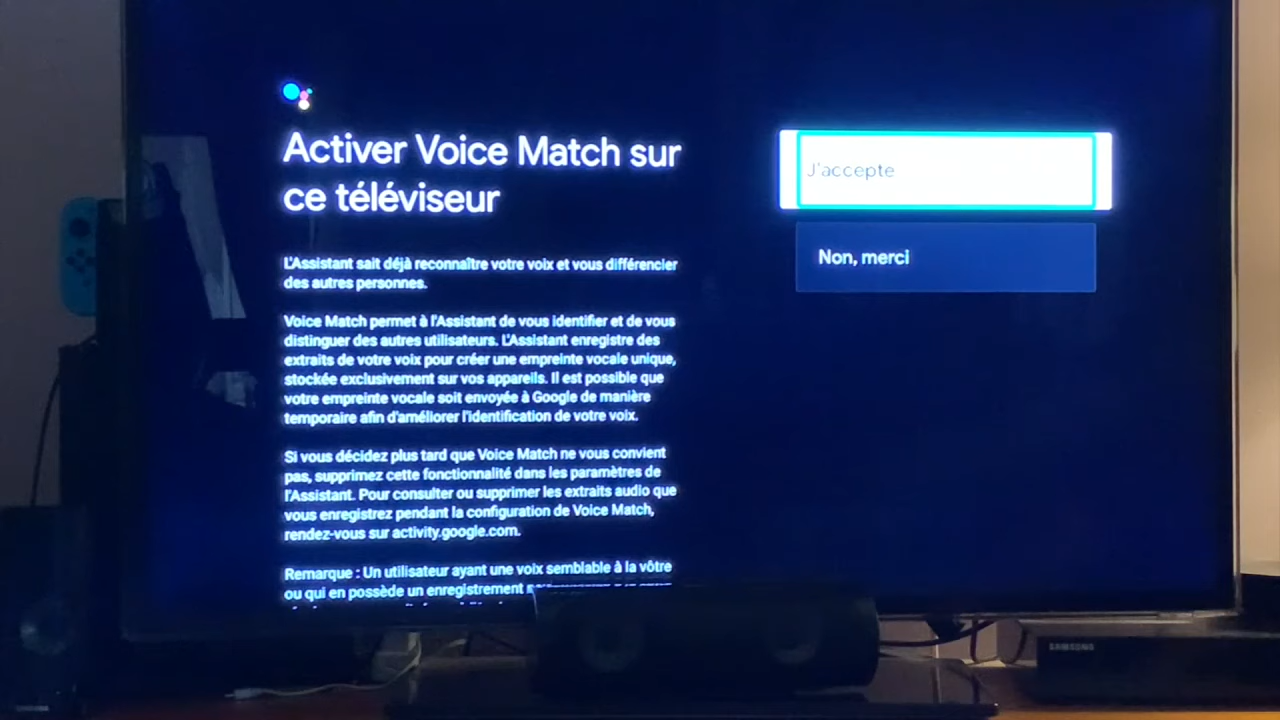 Activer Voice Match sur
ce téléviseur
L'Assistant sait déjà reconnaître votre voix et vous différencier
des autres personnes.
Voice Match permet à l'Assistant de vous identifier et de vous
distinguer des autres utilisateurs. L'Assistant enregistre des
extraits de votre voix pour créer une empreinte vocale unique,
stockée exclusivement sur vos appareils. Il est possible que
votre empreinte vocale soit envoyée à Google de manière
temporaire afin d'améliorer l'identification de votre voix.
Si vous décidez plus tard que Voice Match ne vous convient
pas, supprimez cette fonctionnalité dans les paramètres de
l'Assistant. Pour consulter ou supprimer les extraits audio que
vous enregistrez pendant la configuration de Voice Match,
rendez-vous sur activity.google.com.
Remarque : Un utilisateur ayant une voix semblable à la vôtre
ou qui en possède un enregistrement
J'accepte
Non, merci
SAMSUNG
SAMSUNG